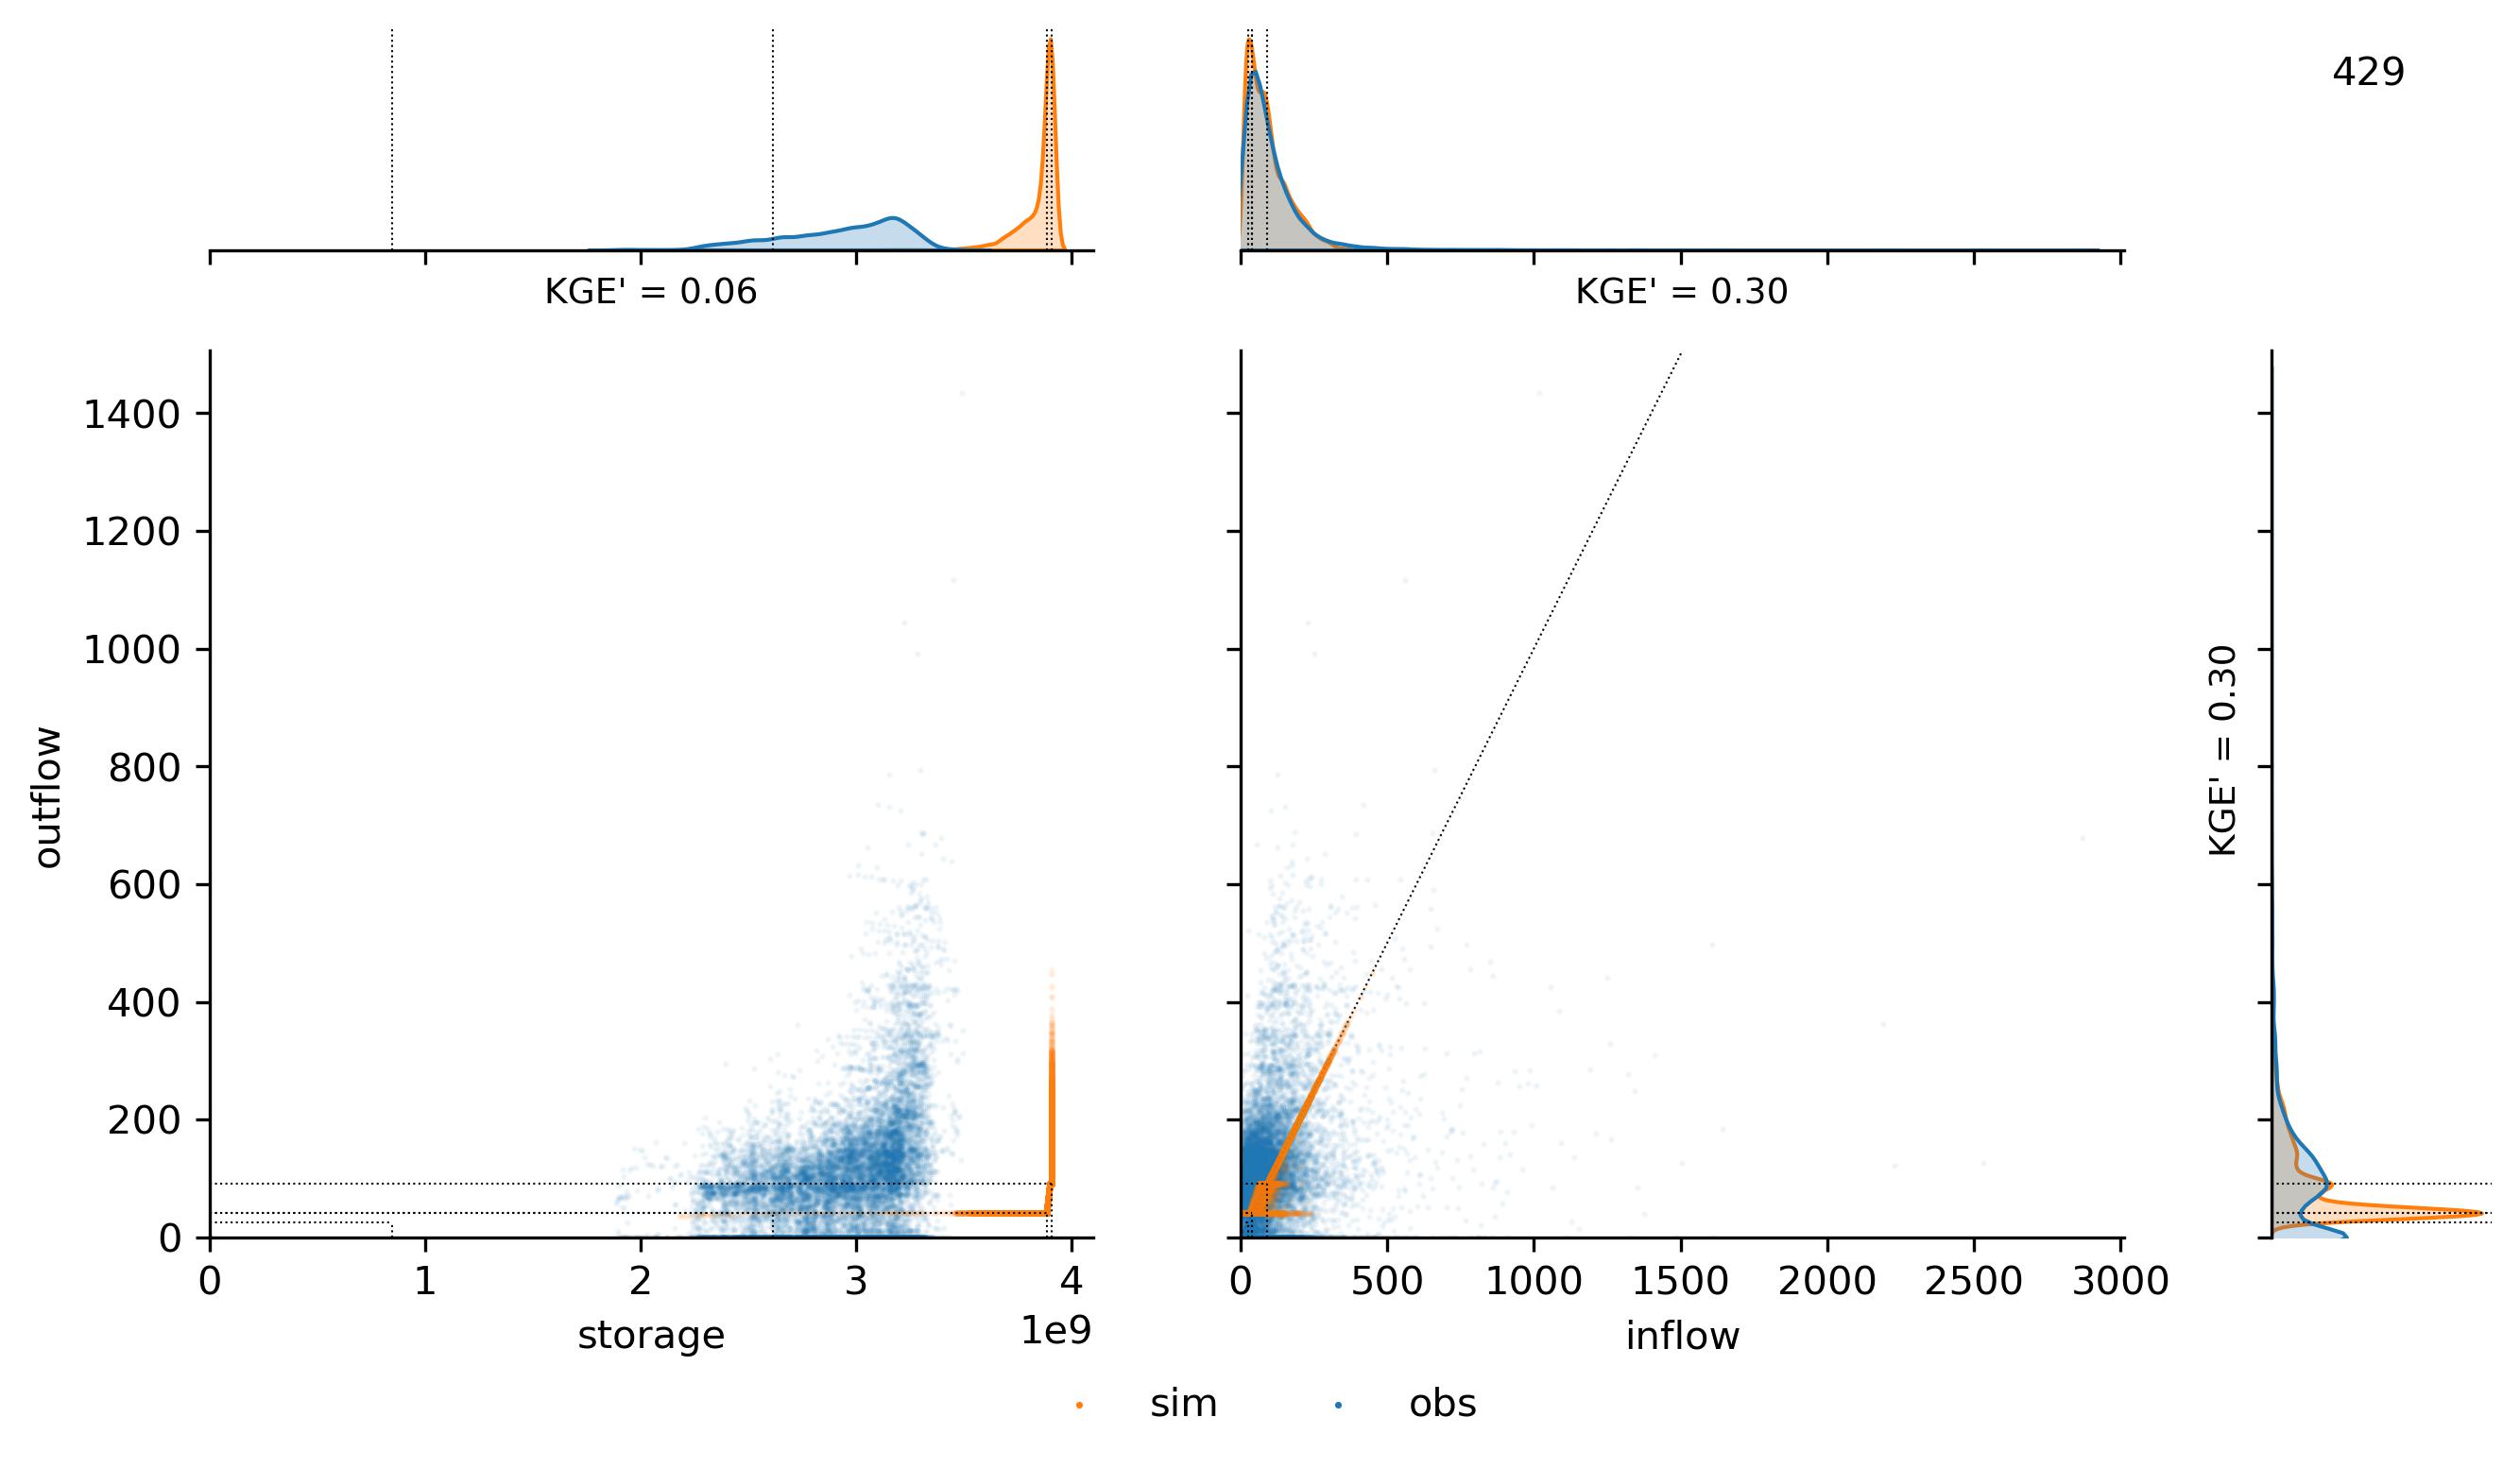 429
KGE' = 0.06
KGE' = 0.30
outflow
1400
1200
1000
800
600
400
200
0
KGE' = 0.30
0 1 2 3 4
1e9
storage
0 500 1000 1500 2000 2500 3000
inflow
sim obs